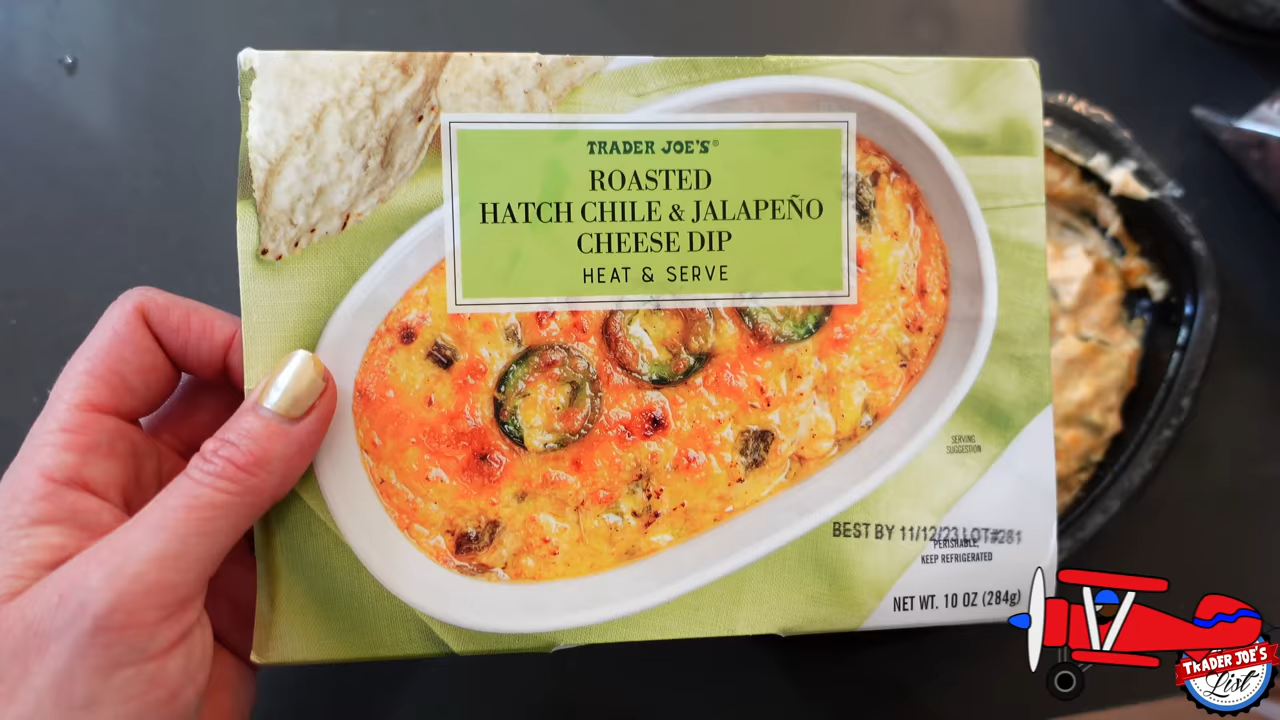 TRADER JOE'S®
ROASTED
HATCH CHILE & JALAPEÑO
CHEESE DIP
HEAT & SERVE
SERVING
SUGGESTION
BEST BY 11/12/23 LOT#281
PERISHABLE,
KEEP REFRIGERATED
NET WT. 10 OZ (284g)
TRADER JOE'S
List